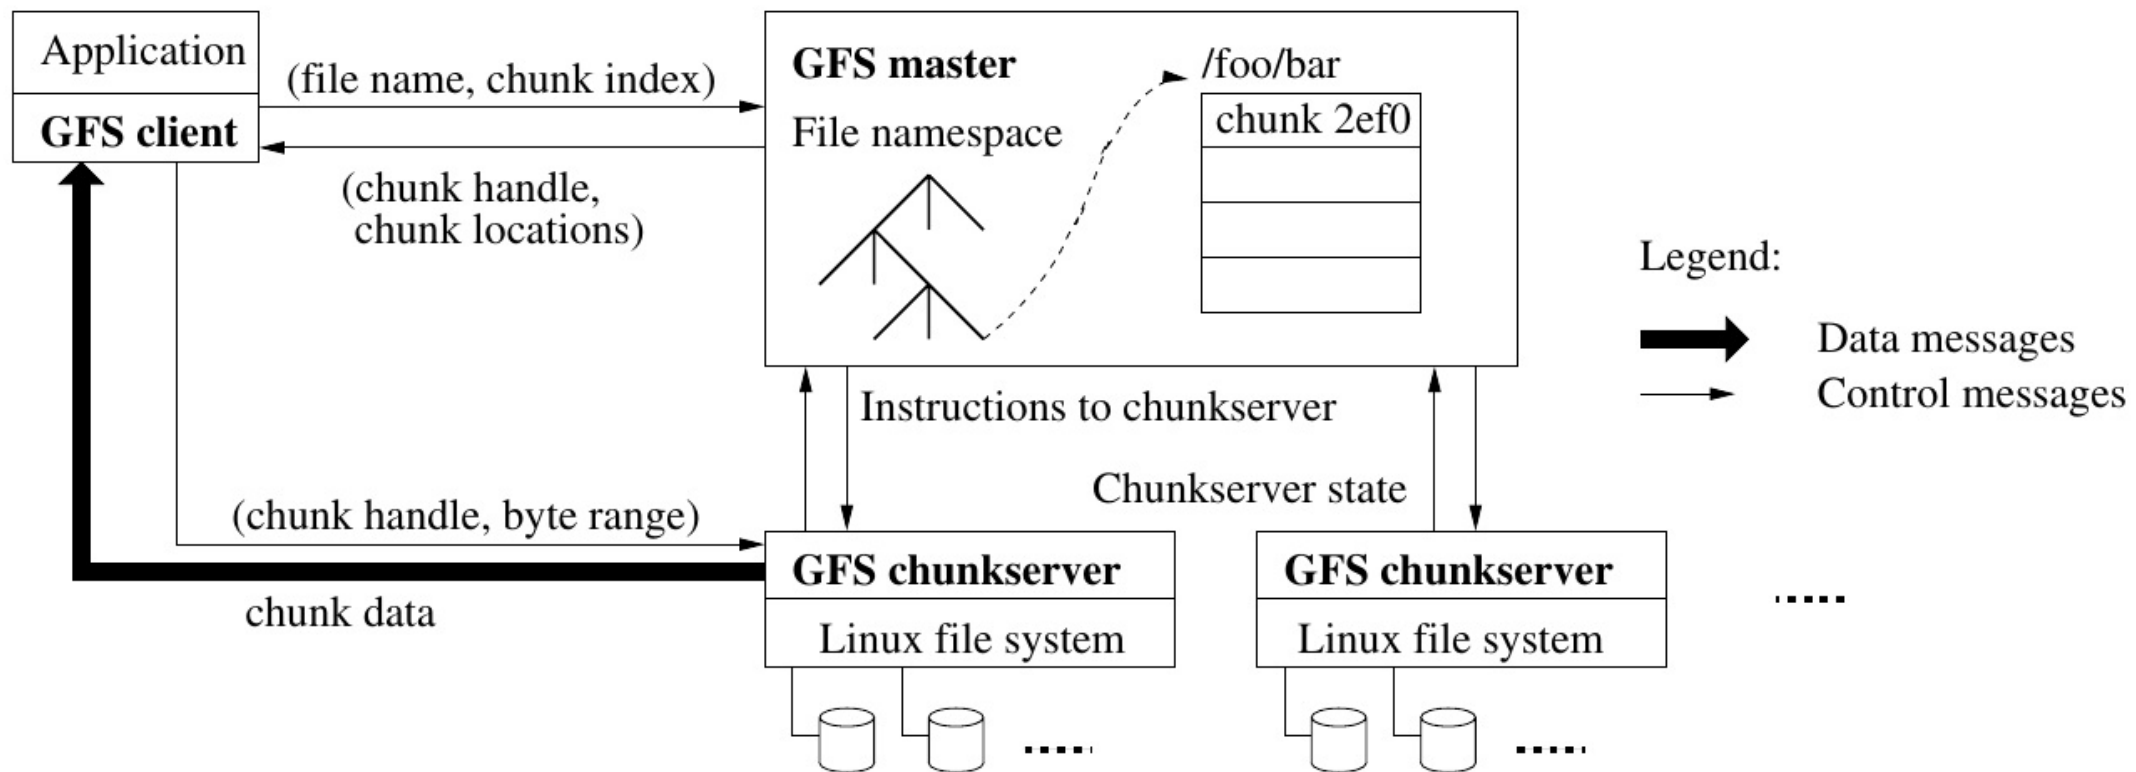 Application
GFS client
(file name, chunk index)
(chunk handle,
chunk locations)
GFS master
File namespace
/foo/bar
chunk 2ef0
Legend:
Data messages
Control messages
Instructions to chunkserver
Chunkserver state
(chunk handle, byte range)
chunk data
GFS chunkserver
Linux file system
GFS chunkserver
Linux file system